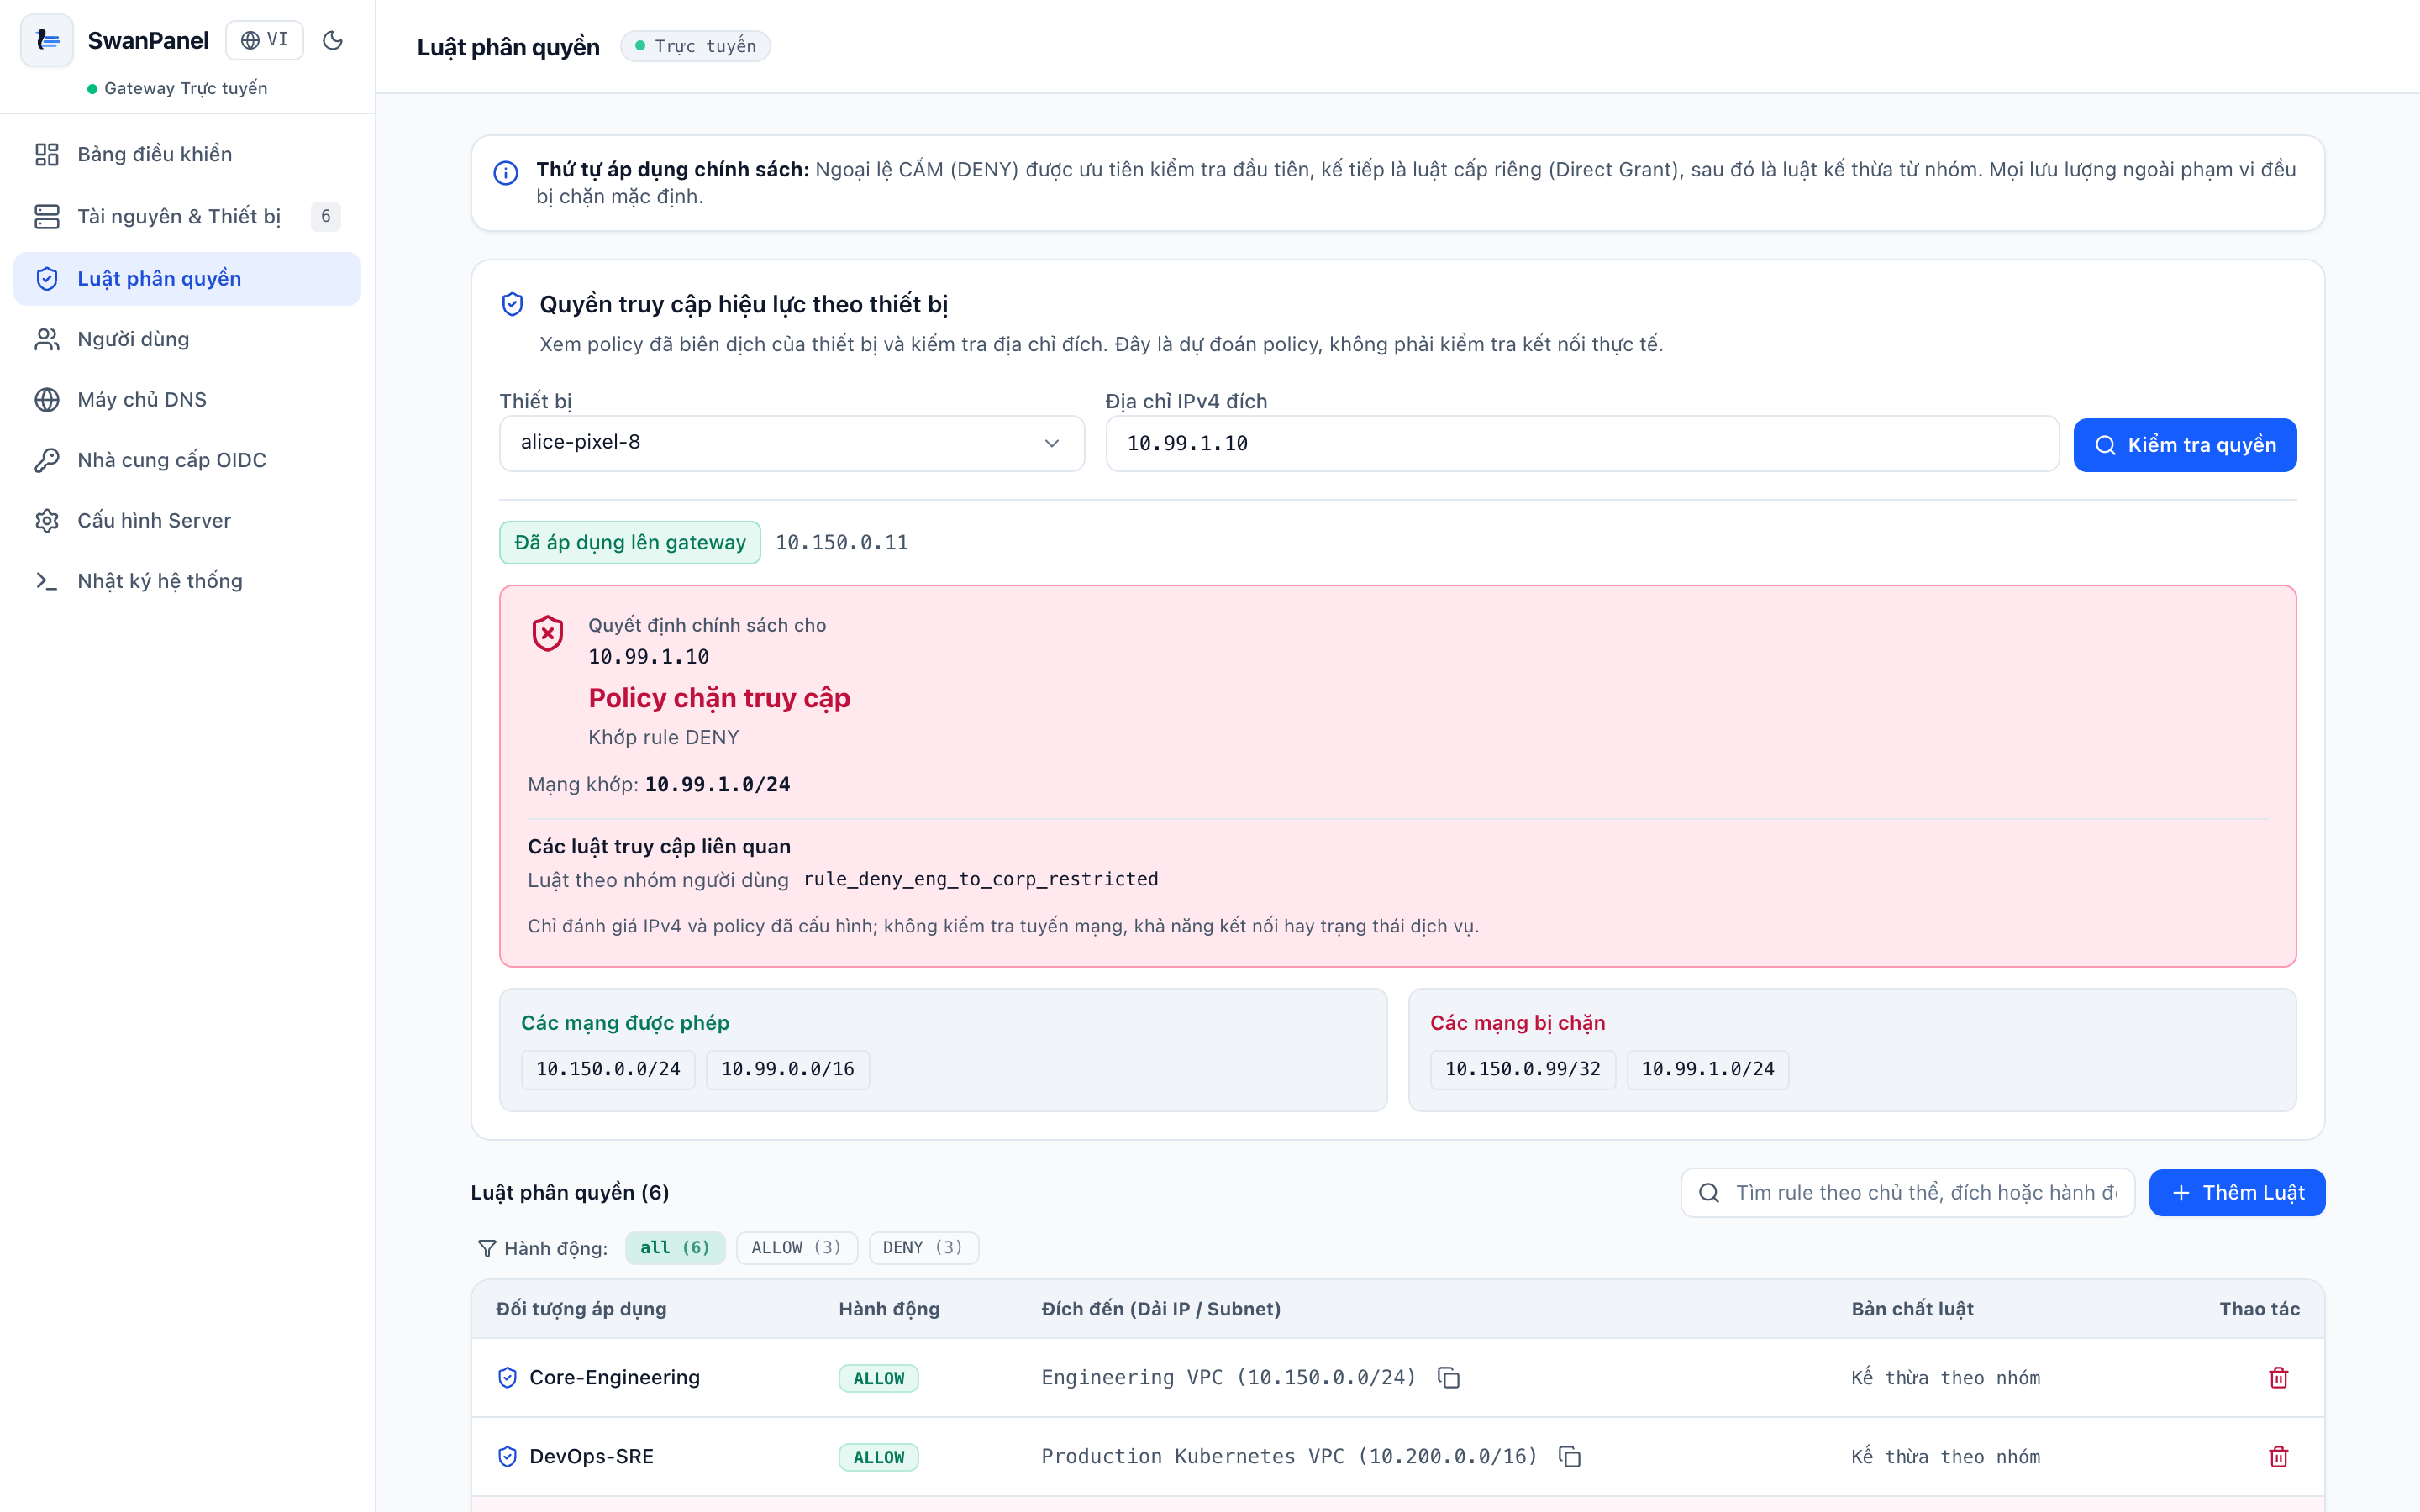 SwanPanel
VI
Gateway Trực tuyến
Bảng điều khiển
Tài nguyên & Thiết bị
6
Luật phân quyền
Người dùng
Máy chủ DNS
Nhà cung cấp OIDC
Cấu hình Server
Nhật ký hệ thống
Luật phân quyền
Trực tuyến
Thứ tự áp dụng chính sách: Ngoại lệ CẤM (DENY) được ưu tiên kiểm tra đầu tiên, kế tiếp là luật cấp riêng (Direct Grant), sau đó là luật kế thừa từ nhóm. Mọi lưu lượng ngoài phạm vi đều
bị chặn mặc định.
Quyền truy cập hiệu lực theo thiết bị
Xem policy đã biên dịch của thiết bị và kiểm tra địa chỉ đích. Đây là dự đoán policy, không phải kiểm tra kết nối thực tế.
Thiết bị
Địa chỉ IPv4 đích
alice-pixel-8
10.99.1.10
Kiểm tra quyền
Đã áp dụng lên gateway
10.150.0.11
Quyết định chính sách cho
10.99.1.10
Policy chặn truy cập
Khớp rule DENY
Mạng khớp: 10.99.1.0/24
Các luật truy cập liên quan
Luật theo nhóm người dùng rule_deny_eng_to_corp_restricted
Chỉ đánh giá IPv4 và policy đã cấu hình; không kiểm tra tuyến mạng, khả năng kết nối hay trạng thái dịch vụ.
Các mạng được phép
10.150.0.0/24 10.99.0.0/16
Các mạng bị chặn
10.150.0.99/32 10.99.1.0/24
Luật phân quyền (6)
Tìm rule theo chủ thể, đích hoặc hành
Thêm Luật
Hành động: all (6) ALLOW (3) DENY (3)
Đối tượng áp dụng Hành động Đích đến (Dải IP / Subnet) Bản chất luật Thao tác
Core-Engineering ALLOW Engineering VPC (10.150.0.0/24) Kế thừa theo nhóm
DevOps-SRE ALLOW Production Kubernetes VPC (10.200.0.0/16) Kế thừa theo nhóm